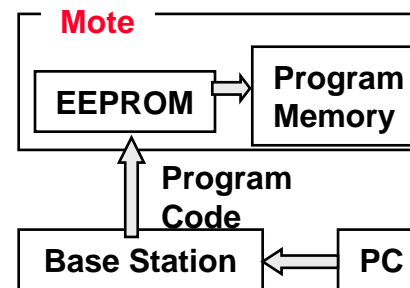 Mote
EEPROM
Program
Memory
Program
Code
Base Station
PC